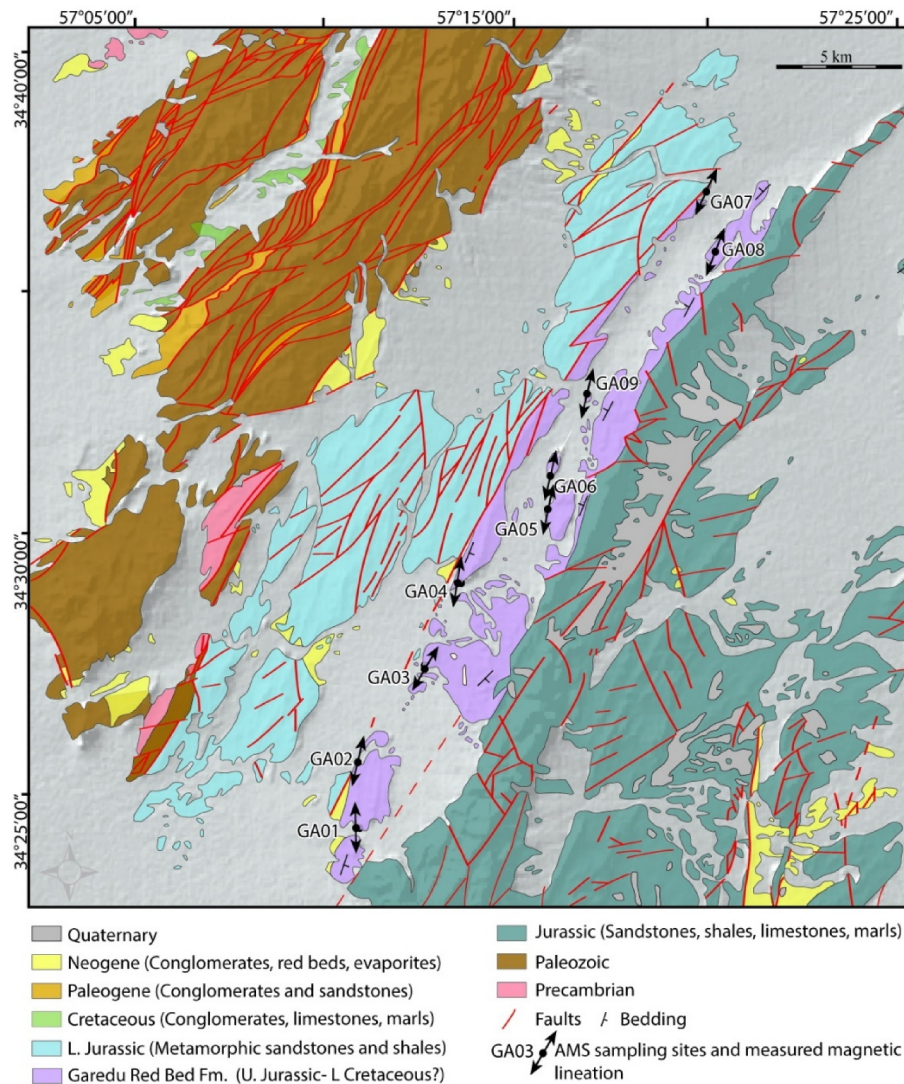 57°05'00" 57°15'00" 57°25'00"
34°40'00"
5 km
GA07
GA08
GA09
GA06
GA05
34°30'00"
GA04
GA03
GA02
34°25'00"
GA01
Quaternary
Neogene (Conglomerates, red beds, evaporites)
Paleogene (Conglomerates and sandstones)
Cretaceous (Conglomerates, limestones, marls)
L. Jurassic (Metamorphic sandstones and shales)
Garedu Red Bed Fm. (U. Jurassic- L Cretaceous?)
Jurassic (Sandstones, shales, limestones, marls)
Paleozoic
Precambrian
Faults Bedding
GA03 AMS sampling sites and measured magnetic
lineation